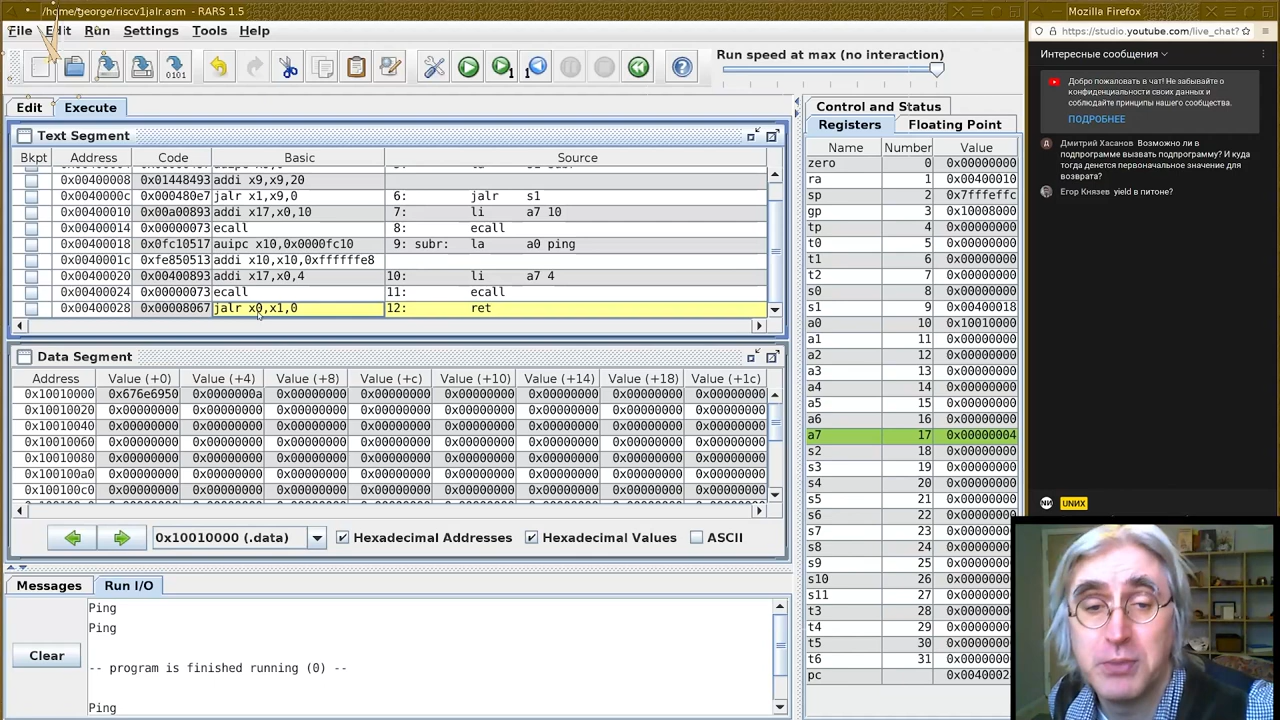 /home/george/riscv1jalr.asm — RARS 1.5
File Edit Run Settings Tools Help
Run speed at max (no interaction)
Edit Execute
Text Segment
Bkpt Address Code Basic Source
0x00400008 0x01448493 addi x9,x9,20
0x0040000c 0x000480e7 jalr x1,x9,0 6: jalr s1
0x00400010 0x00a00893 addi x17,x0,10 7: li a7 10
0x00400014 0x00000073 ecall 8: ecall
0x00400018 0x0fc10517 auipc x10,0x0000fc10 9: subr: la a0 ping
0x0040001c 0xfe850513 addi x10,x10,0xffffffe8
0x00400020 0x00400893 addi x17,x0,4 10: li a7 4
0x00400024 0x00000073 ecall 11: ecall
0x00400028 0x00008067 jalr x0,x1,0 12: ret
Data Segment
Address Value (+0) Value (+4) Value (+8) Value (+c) Value (+10) Value (+14) Value (+18) Value (+1c)
0x10010000 0x676e6950 0x0000000a 0x00000000 0x00000000 0x00000000 0x00000000 0x00000000 0x00000000
0x10010020 0x00000000 0x00000000 0x00000000 0x00000000 0x00000000 0x00000000 0x00000000 0x00000000
0x10010040 0x00000000 0x00000000 0x00000000 0x00000000 0x00000000 0x00000000 0x00000000 0x00000000
0x10010060 0x00000000 0x00000000 0x00000000 0x00000000 0x00000000 0x00000000 0x00000000 0x00000000
0x10010080 0x00000000 0x00000000 0x00000000 0x00000000 0x00000000 0x00000000 0x00000000 0x00000000
0x100100a0 0x00000000 0x00000000 0x00000000 0x00000000 0x00000000 0x00000000 0x00000000 0x00000000
0x100100c0 0x00000000 0x00000000 0x00000000 0x00000000 0x00000000 0x00000000 0x00000000 0x00000000
0x10010000 (.data) Hexadecimal Addresses Hexadecimal Values ASCII
Messages Run I/O
Clear
Ping
Ping
-- program is finished running (0) --
Ping
Control and Status
Registers Floating Point
Name Number Value
zero 0 0x00000000
ra 1 0x00400010
sp 2 0x7fffeffc
gp 3 0x10008000
tp 4 0x00000000
t0 5 0x00000000
t1 6 0x00000000
t2 7 0x00000000
s0 8 0x00000000
s1 9 0x00400018
a0 10 0x10010000
a1 11 0x00000000
a2 12 0x00000000
a3 13 0x00000000
a4 14 0x00000000
a5 15 0x00000000
a6 16 0x00000000
a7 17 0x00000004
s2 18 0x00000000
s3 19 0x00000000
s4 20 0x00000000
s5 21 0x00000000
s6 22 0x00000000
s7 23 0x00000000
s8 24 0x00000000
s9 25 0x00000000
s10 26 0x00000000
s11 27 0x00000000
t3 28 0x00000000
t4 29 0x00000000
t5 30 0x00000000
t6 31 0x00000000
pc 0x0040002
Mozilla Firefox
https://studio.youtube.com/live_chat?
Интересные сообщения
Добро пожаловать в чат! Не забывайте о
конфиденциальности своих данных и
соблюдайте принципы нашего сообщества.
ПОДРОБНЕЕ
Д Дмитрий Хасанов Возможно ли в
подпрограмме вызвать подпрограмму? И куда
тогда денется первоначальное значение для
возврата?
Егор Князев yield в питоне?
UNИX